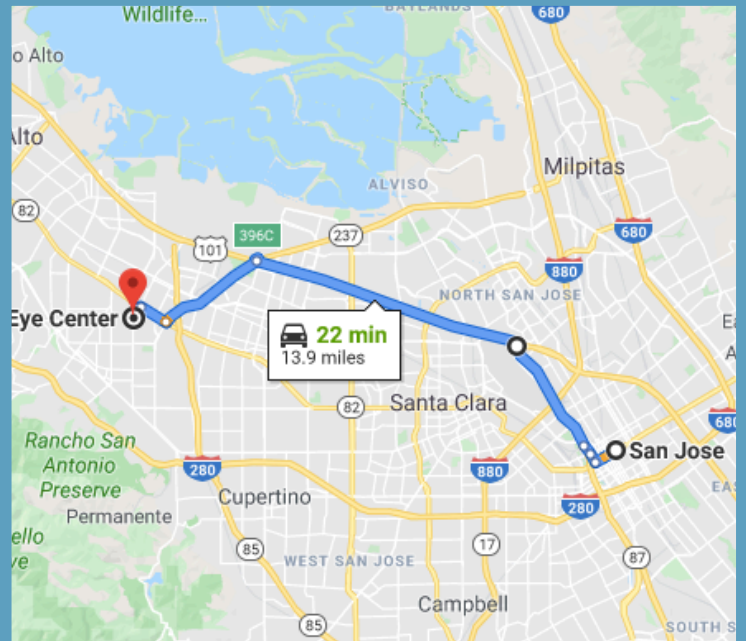 Wildlife...
BAYLANDS
680
o Alto
Alto
Milpitas
ALVISO
82
396C
237
101
680
880
NORTH SAN JOSE
Eye Center
22 min
13.9 miles
82
Santa Clara
680
San Jose
Rancho San
Antonio
Preserve
280
880
280
Cupertino
Permanente
ello
ve
85
17
87
WEST SAN JOSE
Campbell
85
SOUTH S